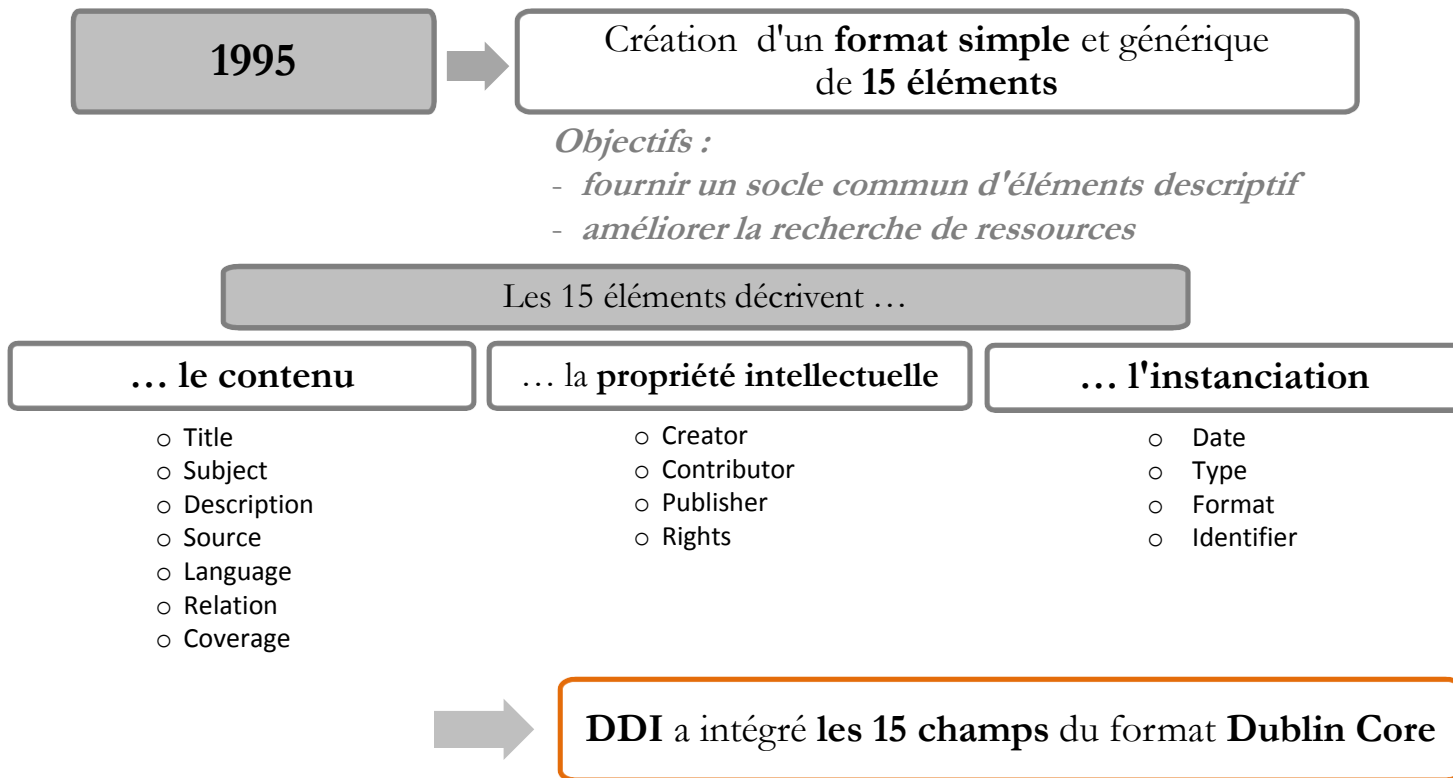 1995
Création d'un format simple et générique
de 15 éléments
Objectifs :
- fournir un socle commun d'éléments descriptif
- améliorer la recherche de ressources
Les 15 éléments décrivent …
… le contenu
○ Title
○ Subject
○ Description
○ Source
○ Language
○ Relation
○ Coverage
… la propriété intellectuelle
○ Creator
○ Contributor
○ Publisher
○ Rights
… l'instanciation
○ Date
○ Type
○ Format
○ Identifier
DDI a intégré les 15 champs du format Dublin Core